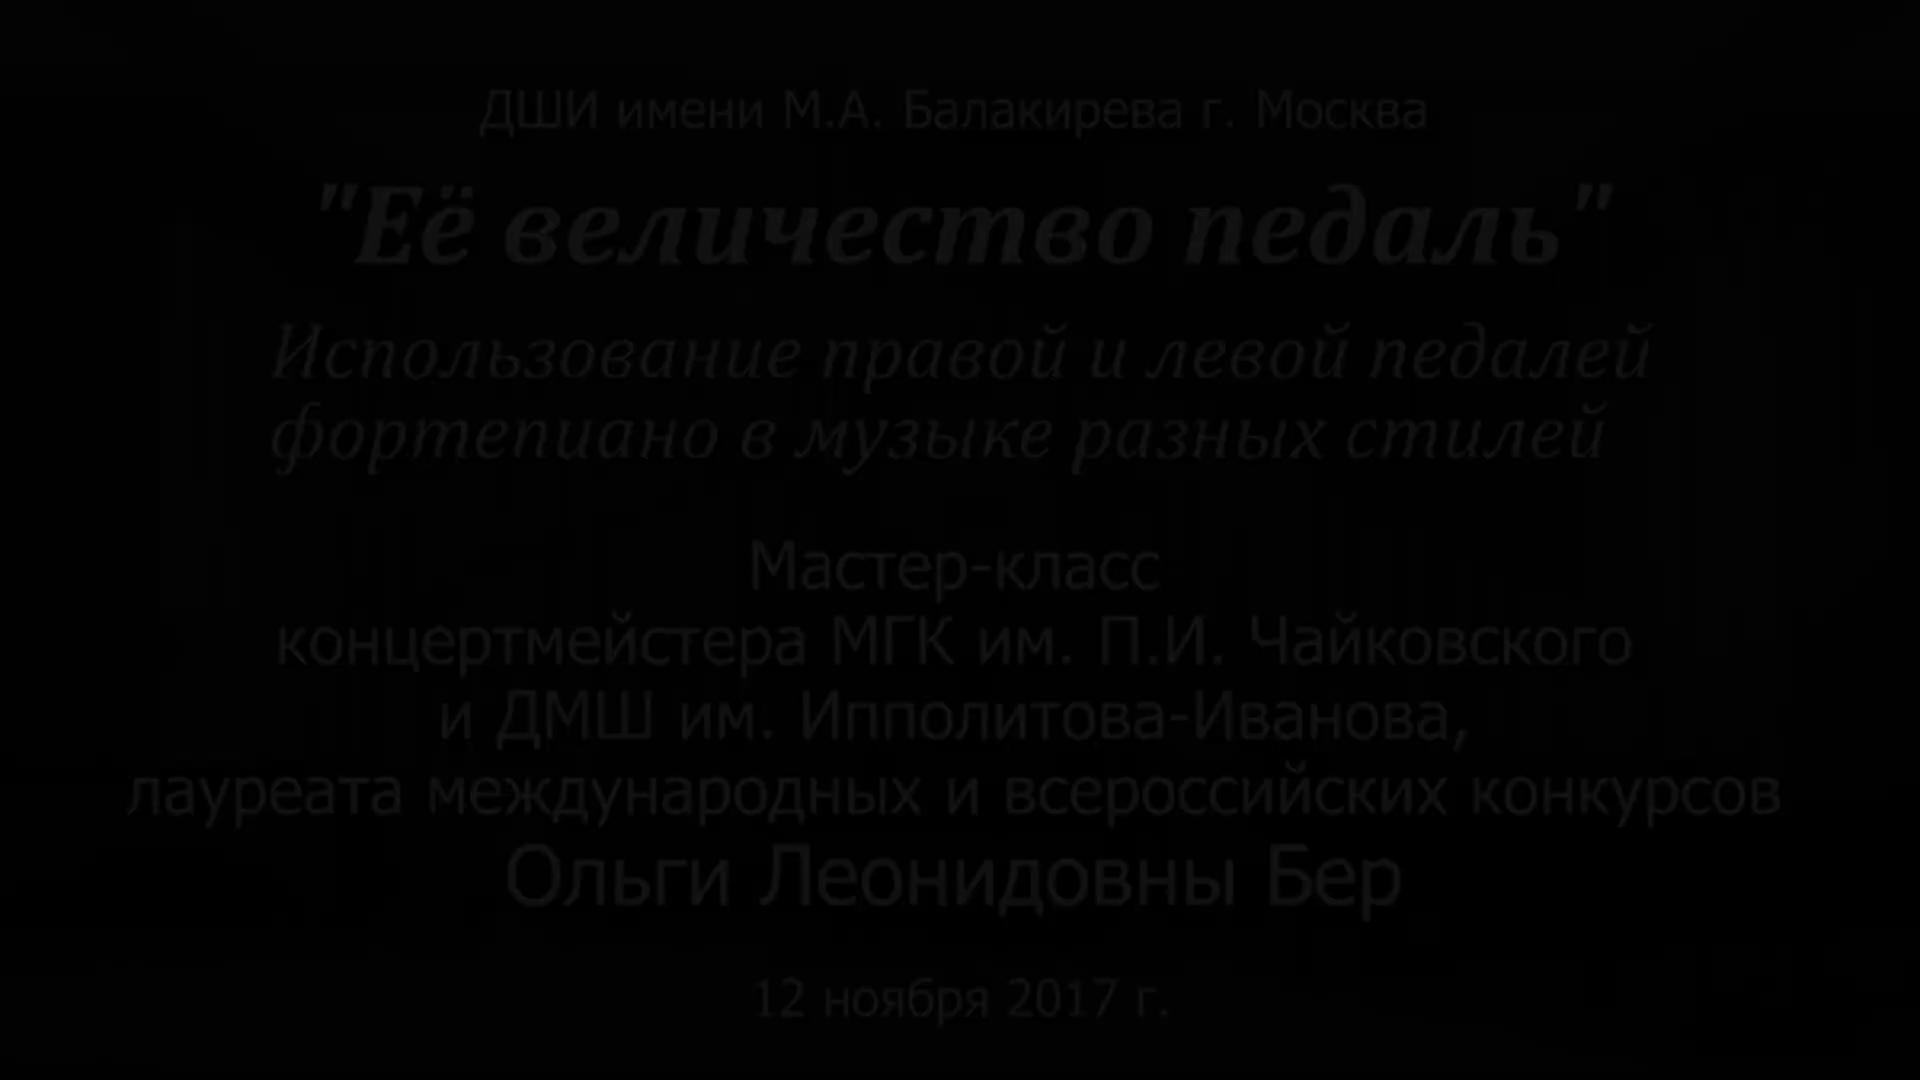 ДШИ имени М.А. Балакирева г. Москва
"Её величество педаль"
Использование правой и левой педалей
фортепиано в музыке разных стилей
Мастер-класс
концертмейстера МГК им. П.И. Чайковского
и ДМШ им. Ипполитова-Иванова,
лауреата международных и всероссийских конкурсов
Ольги Леонидовны Бер
12 ноября 2017 г.